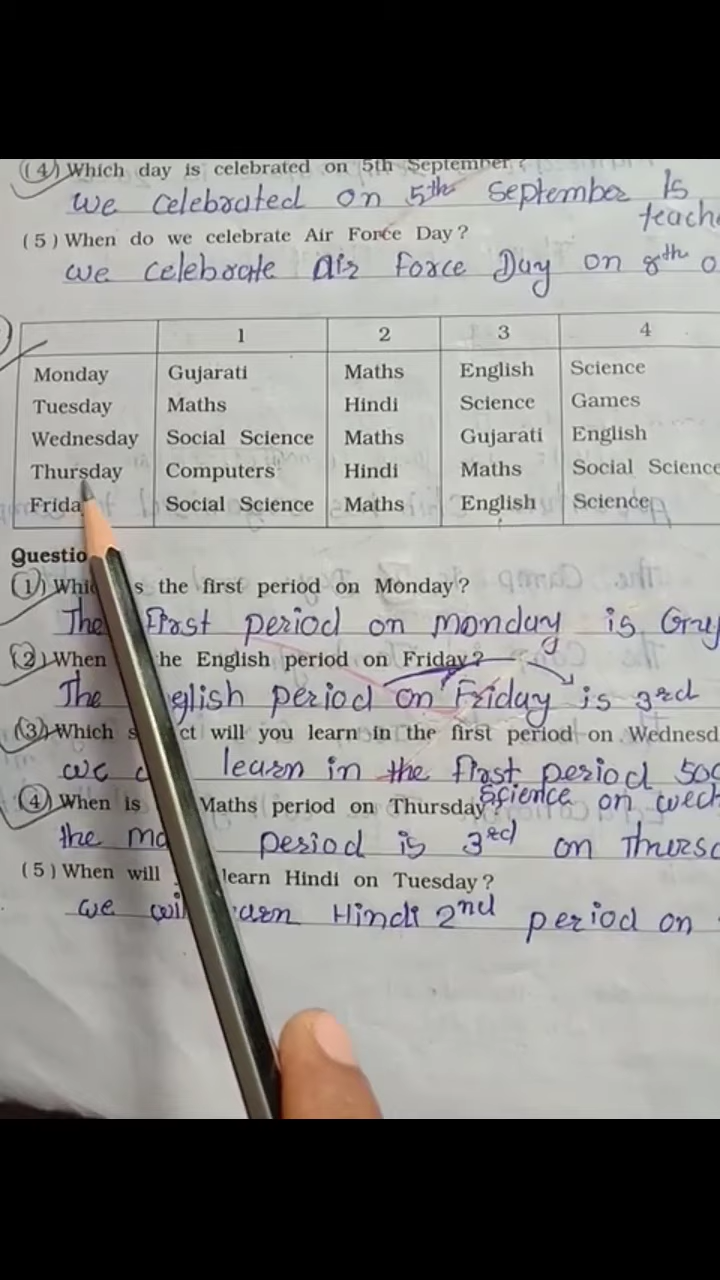 (4) Which day is celebrated on 5th September?
we celebrated on 5th september is
teache
(5) When do we celebrate Air Force Day?
we celebrate Air Force Day on 8th o
1 2 3 4
Monday Gujarati Maths English Science
Tuesday Maths Hindi Science Games
Wednesday Social Science Maths Gujarati English
Thursday Computers Hindi Maths Social Science
Frida Social Science Maths English Science
Questio
(1) Whi s the first period on Monday?
The First period on monday is Guj
(2) When he English period on Friday?
The glish period on Friday is 3rd
(3) Which s ct will you learn in the first period on Wednesd
we learn in the first period Soc
Science on wedn
(4) When is Maths period on Thursday
the ma period is 3rd on Thursd
(5) When will learn Hindi on Tuesday?
we wil earn Hindi 2nd period on